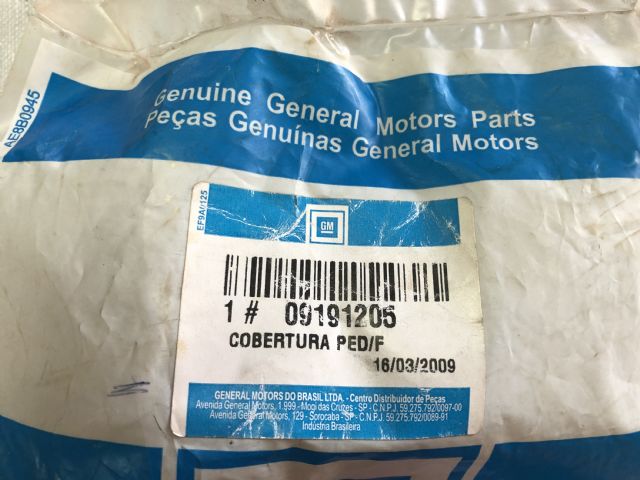 AE8B0945
Genuine General Motors Parts
Peças Genuínas General Motors
GM
1 # 09191205
COBERTURA PED/F
16/03/2009
GENERAL MOTORS DO BRASIL LTDA. - Centro Distribuidor de Peças
Avenida General Motors, 1.999 - Mogi das Cruzes - SP - C.N.P.J. 59.275.792/0097-00
Avenida General Motors, 129 - Sorocaba - SP - C.N.P.J. 59.275.792/0089-91
Indústria Brasileira